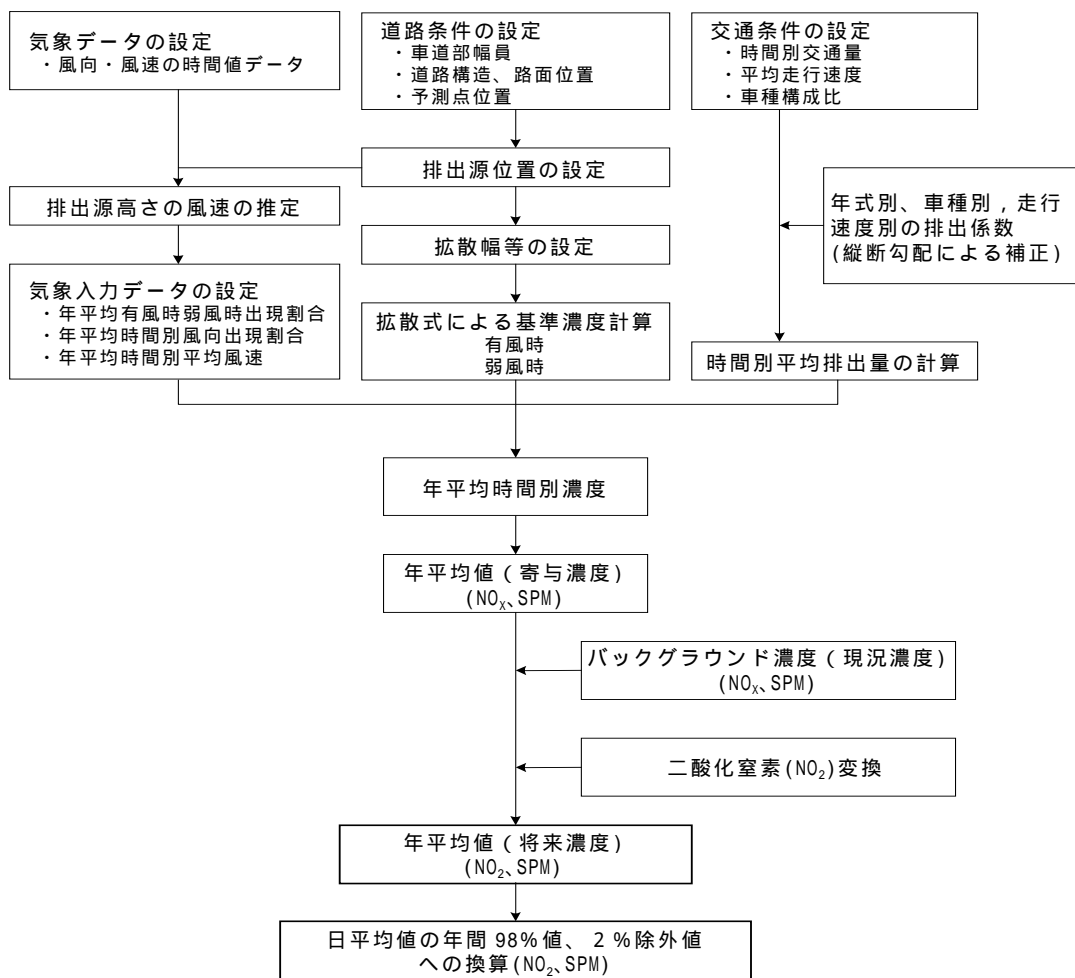 気象データの設定
・風向・風速の時間値データ
道路条件の設定
・車道部幅員
・道路構造、路面位置
・予測点位置
交通条件の設定
・時間別交通量
・平均走行速度
・車種構成比
排出源位置の設定
排出源高さの風速の推定
年式別、車種別，走行
速度別の排出係数
(縦断勾配による補正)
拡散幅等の設定
気象入力データの設定
・年平均有風時弱風時出現割合
・年平均時間別風向出現割合
・年平均時間別平均風速
拡散式による基準濃度計算
有風時
弱風時
時間別平均排出量の計算
年平均時間別濃度
年平均値（寄与濃度）
(NOX、SPM)
バックグラウンド濃度（現況濃度）
(NOX、SPM)
二酸化窒素(NO2)変換
年平均値（将来濃度）
(NO2、SPM)
日平均値の年間 98%値、２％除外値
への換算(NO2、SPM)